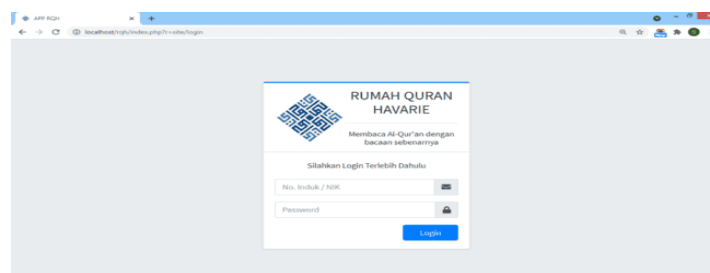 APP RQH
localhost/rqh/index.php?r=site/login
RUMAH QURAN
HAVARIE
Membaca Al-Qur'an dengan
bacaan sebenarnya
Silahkan Login Terlebih Dahulu
No. Induk / NIK
Password
Login